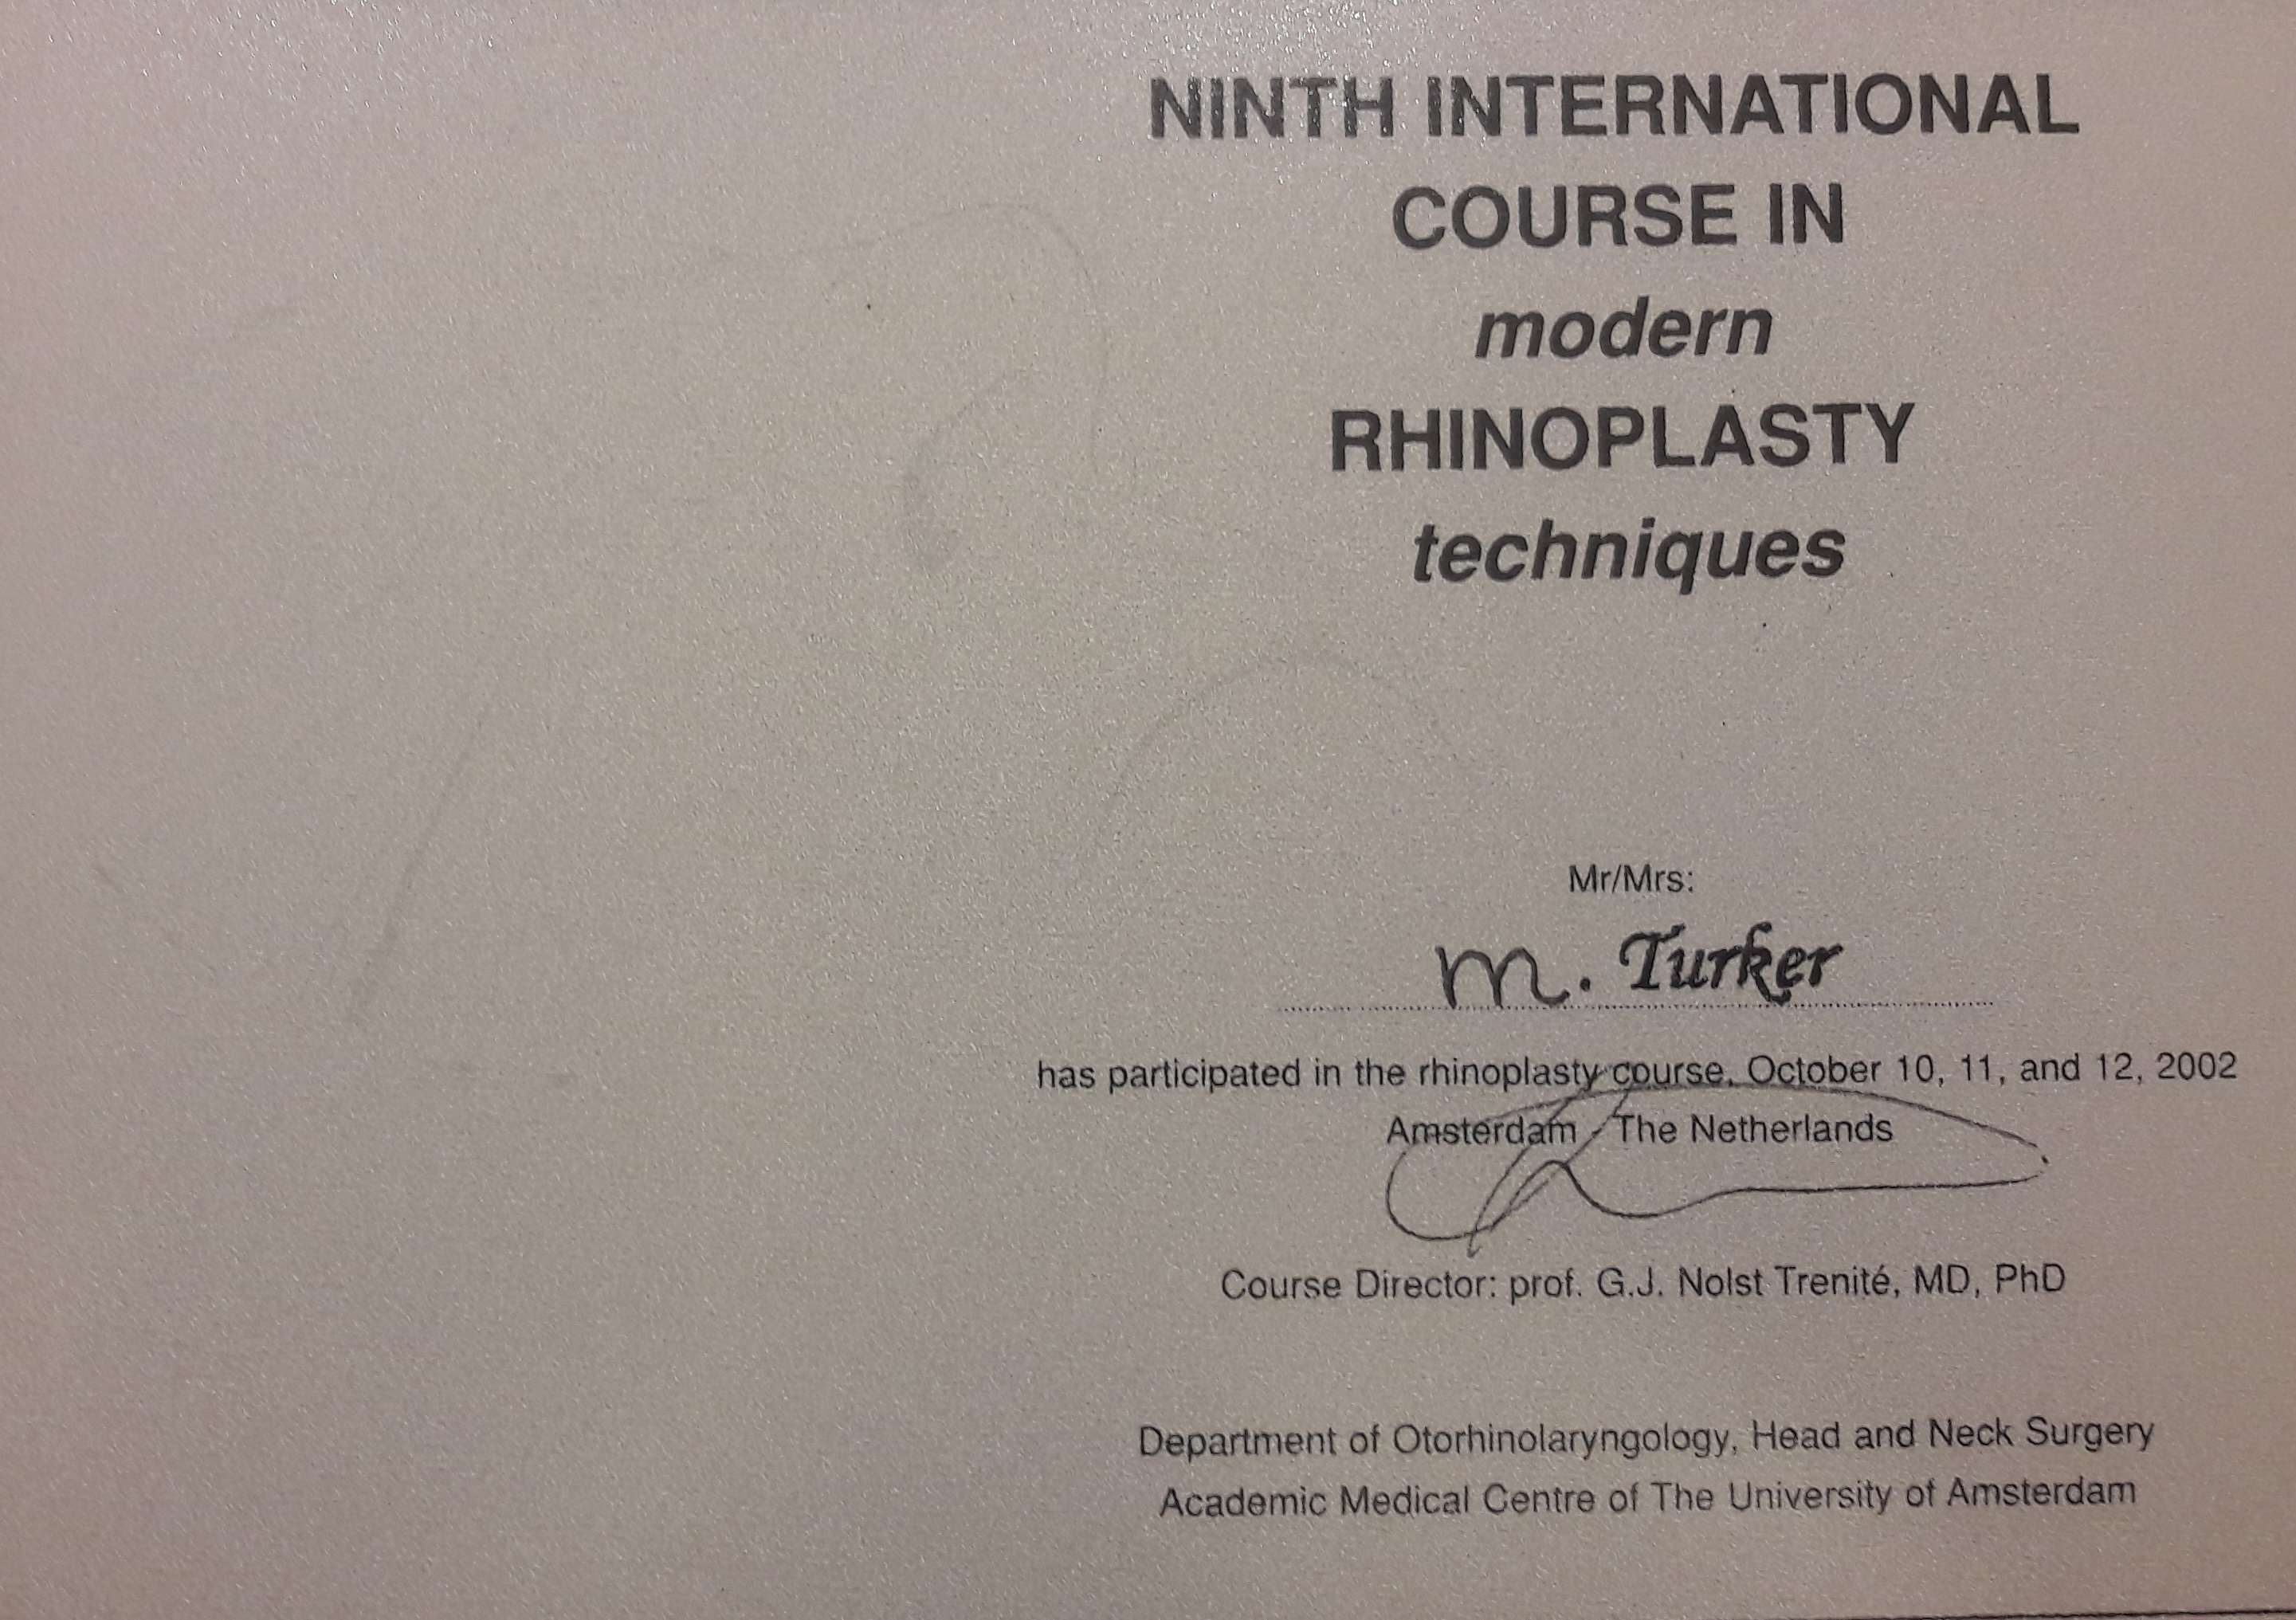 NINTH INTERNATIONAL
COURSE IN
modern
RHINOPLASTY
techniques
Mr/Mrs:
m. Turker
has participated in the rhinoplasty course, October 10, 11, and 12, 2002
Amsterdam - The Netherlands
Course Director: prof. G.J. Nolst Trenité, MD, PhD
Department of Otorhinolaryngology, Head and Neck Surgery
Academic Medical Centre of The University of Amsterdam